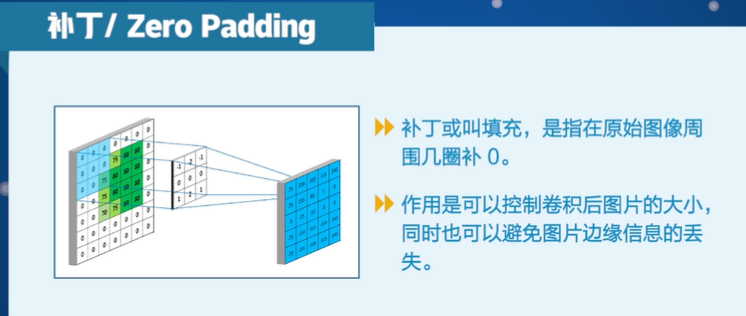 补丁/ Zero Padding
补丁或叫填充，是指在原始图像周
围几圈补 0。
作用是可以控制卷积后图片的大小，
同时也可以避免图片边缘信息的丢
失。